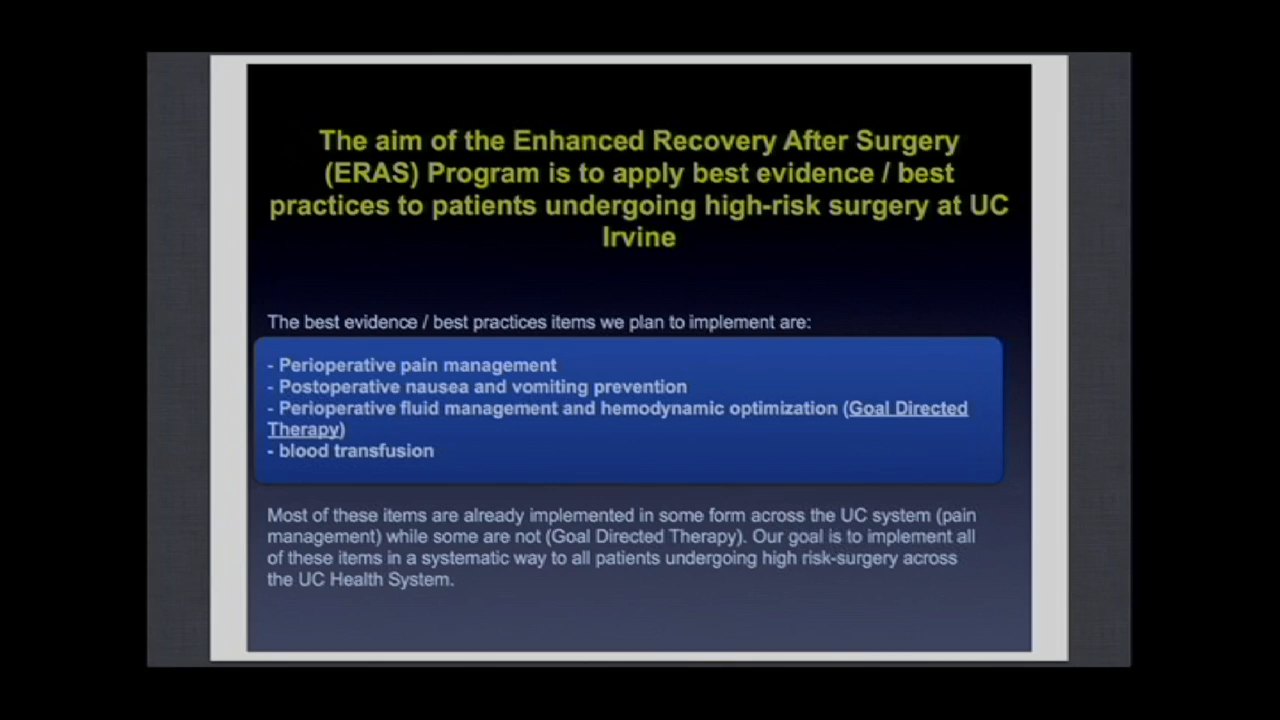 The aim of the Enhanced Recovery After Surgery
(ERAS) Program is to apply best evidence / best
practices to patients undergoing high-risk surgery at UC
Irvine
The best evidence / best practices items we plan to implement are:
- Perioperative pain management
- Postoperative nausea and vomiting prevention
- Perioperative fluid management and hemodynamic optimization (Goal Directed
Therapy)
- blood transfusion
Most of these items are already implemented in some form across the UC system (pain
management) while some are not (Goal Directed Therapy). Our goal is to implement all
of these items in a systematic way to all patients undergoing high risk-surgery across
the UC Health System.